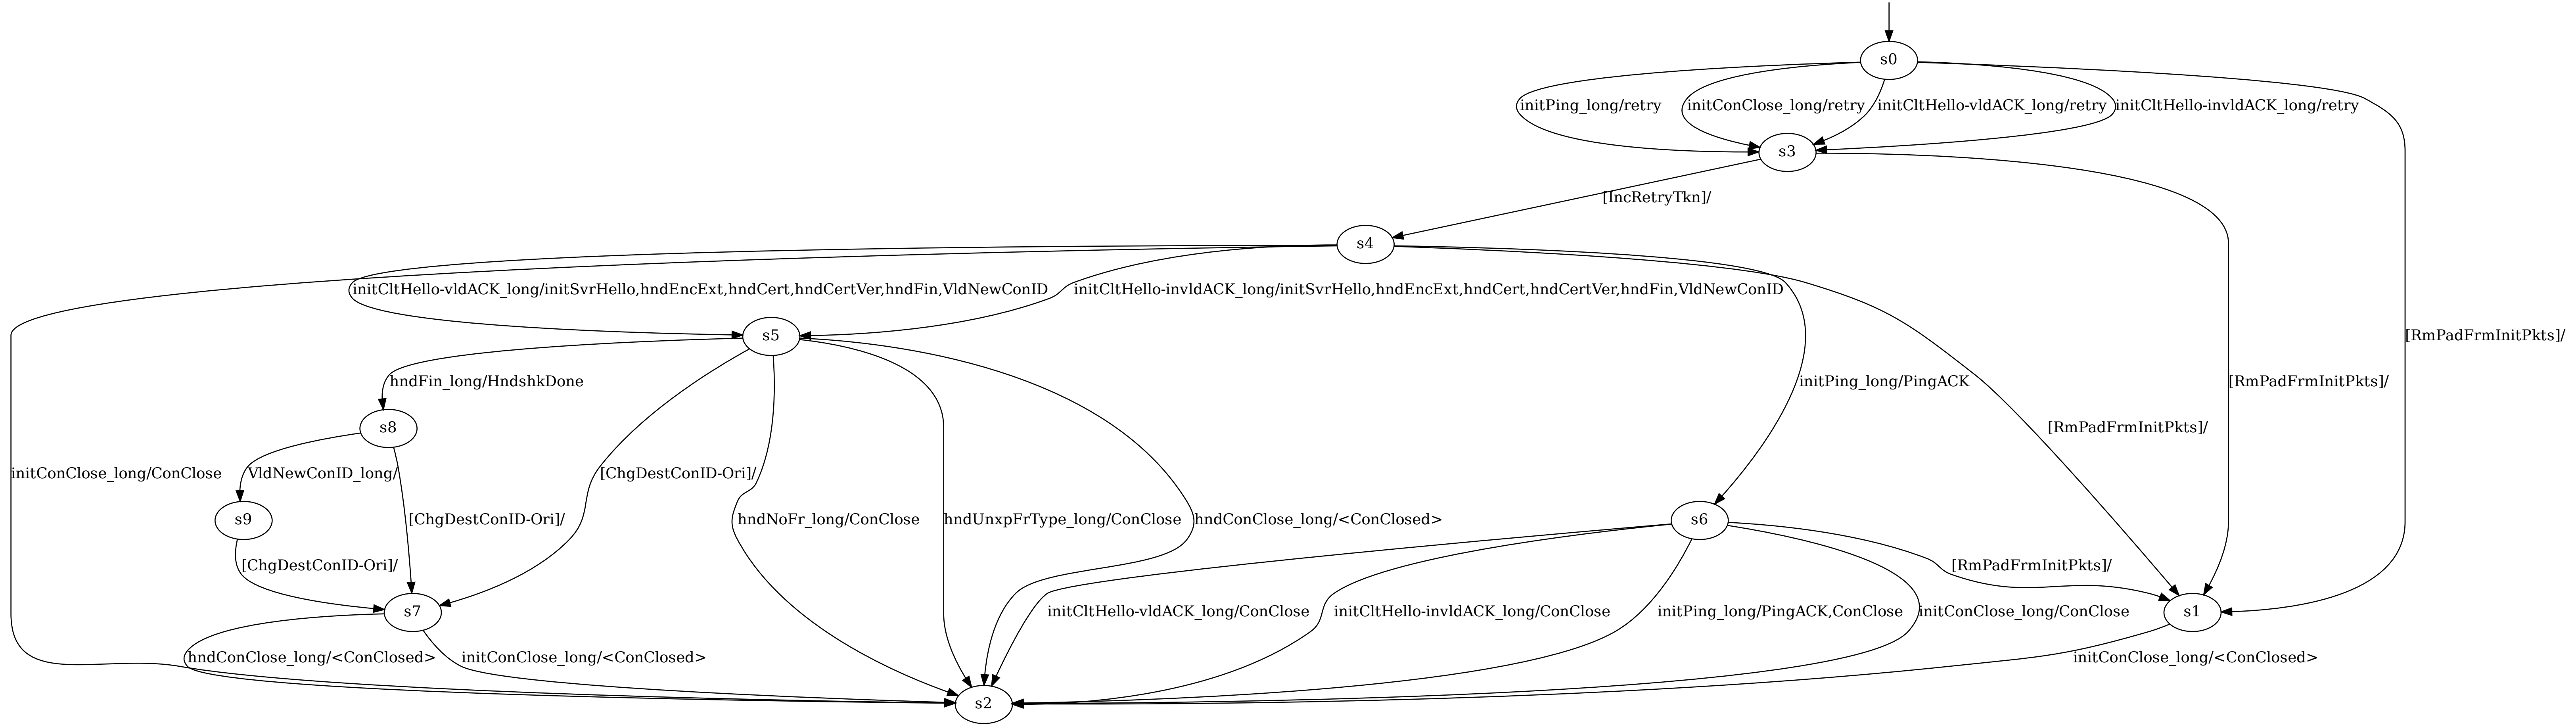 s0
initPing_long/retry
initConClose_long/retry
initCltHello-vldACK_long/retry
initCltHello-invldACK_long/retry
s3
[IncRetryTkn]/
s4
initCltHello-vldACK_long/initSvrHello,hndEncExt,hndCert,hndCertVer,hndFin,VldNewConID
initCltHello-invldACK_long/initSvrHello,hndEncExt,hndCert,hndCertVer,hndFin,VldNewConID
s5
[RmPadFrmInitPkts]/
hndFin_long/HndshkDone
initPing_long/PingACK
[RmPadFrmInitPkts]/
s8
[RmPadFrmInitPkts]/
initConClose_long/ConClose
VldNewConID_long/
[ChgDestConID-Ori]/
s9
[ChgDestConID-Ori]/
hndNoFr_long/ConClose
hndUnxpFrType_long/ConClose
hndConClose_long/<ConClosed>
s6
[ChgDestConID-Ori]/
[RmPadFrmInitPkts]/
s7
initCltHello-vldACK_long/ConClose
initCltHello-invldACK_long/ConClose
initPing_long/PingACK,ConClose
initConClose_long/ConClose
s1
hndConClose_long/<ConClosed>
initConClose_long/<ConClosed>
initConClose_long/<ConClosed>
s2